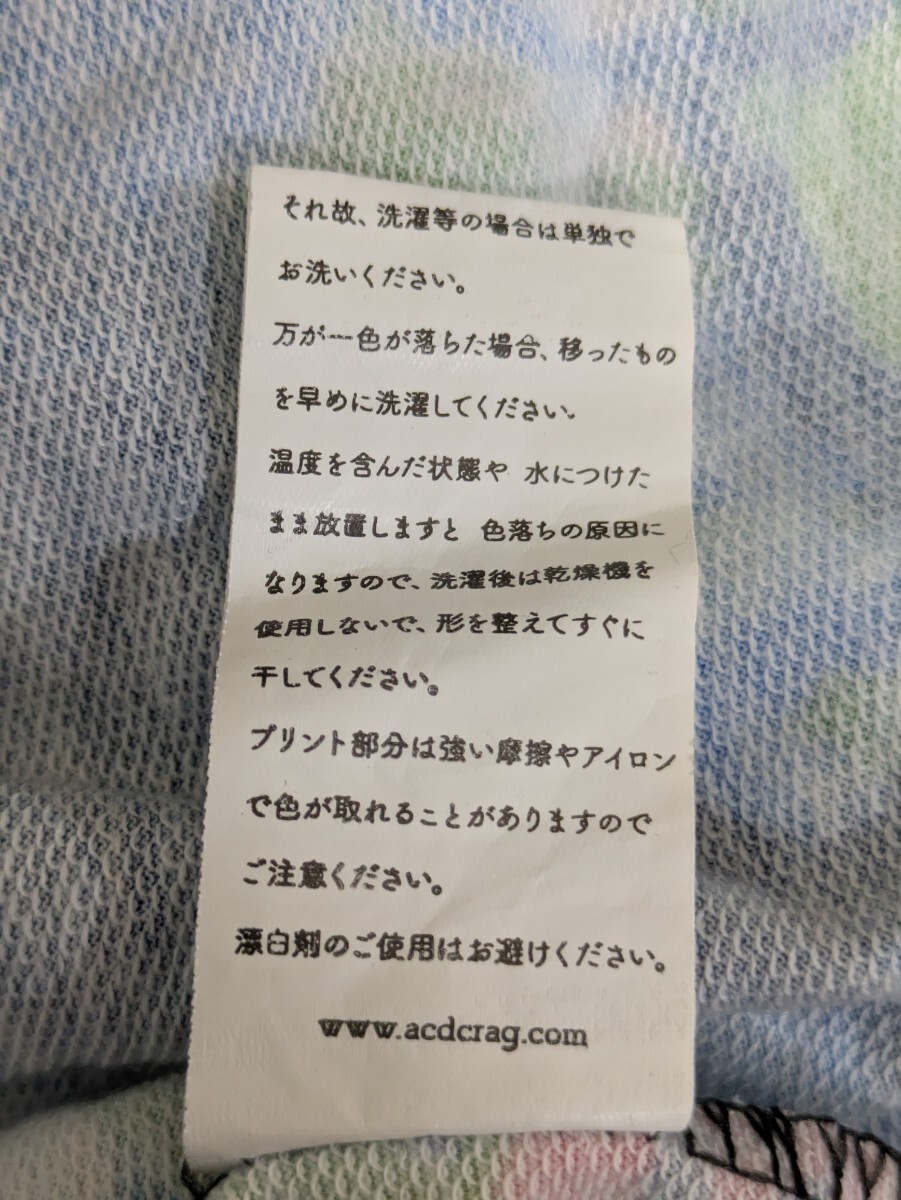 それ故、洗濯等の場合は単独で
お洗いください。
万が一色が落らた場合、移ったもの
を早めに洗濯してください。
温度を含んだ状態や 水につけた
まま放置しますと 色落ちの原因に
なりますので、洗濯後は乾燥機を
使用しないで、形を整えてすぐに
干してください。
プリント部分は強い摩擦やアイロン
で色が取れることがありますので
ご注意ください。
漂白剤のご使用はお避けください。
www.acdcrag.com